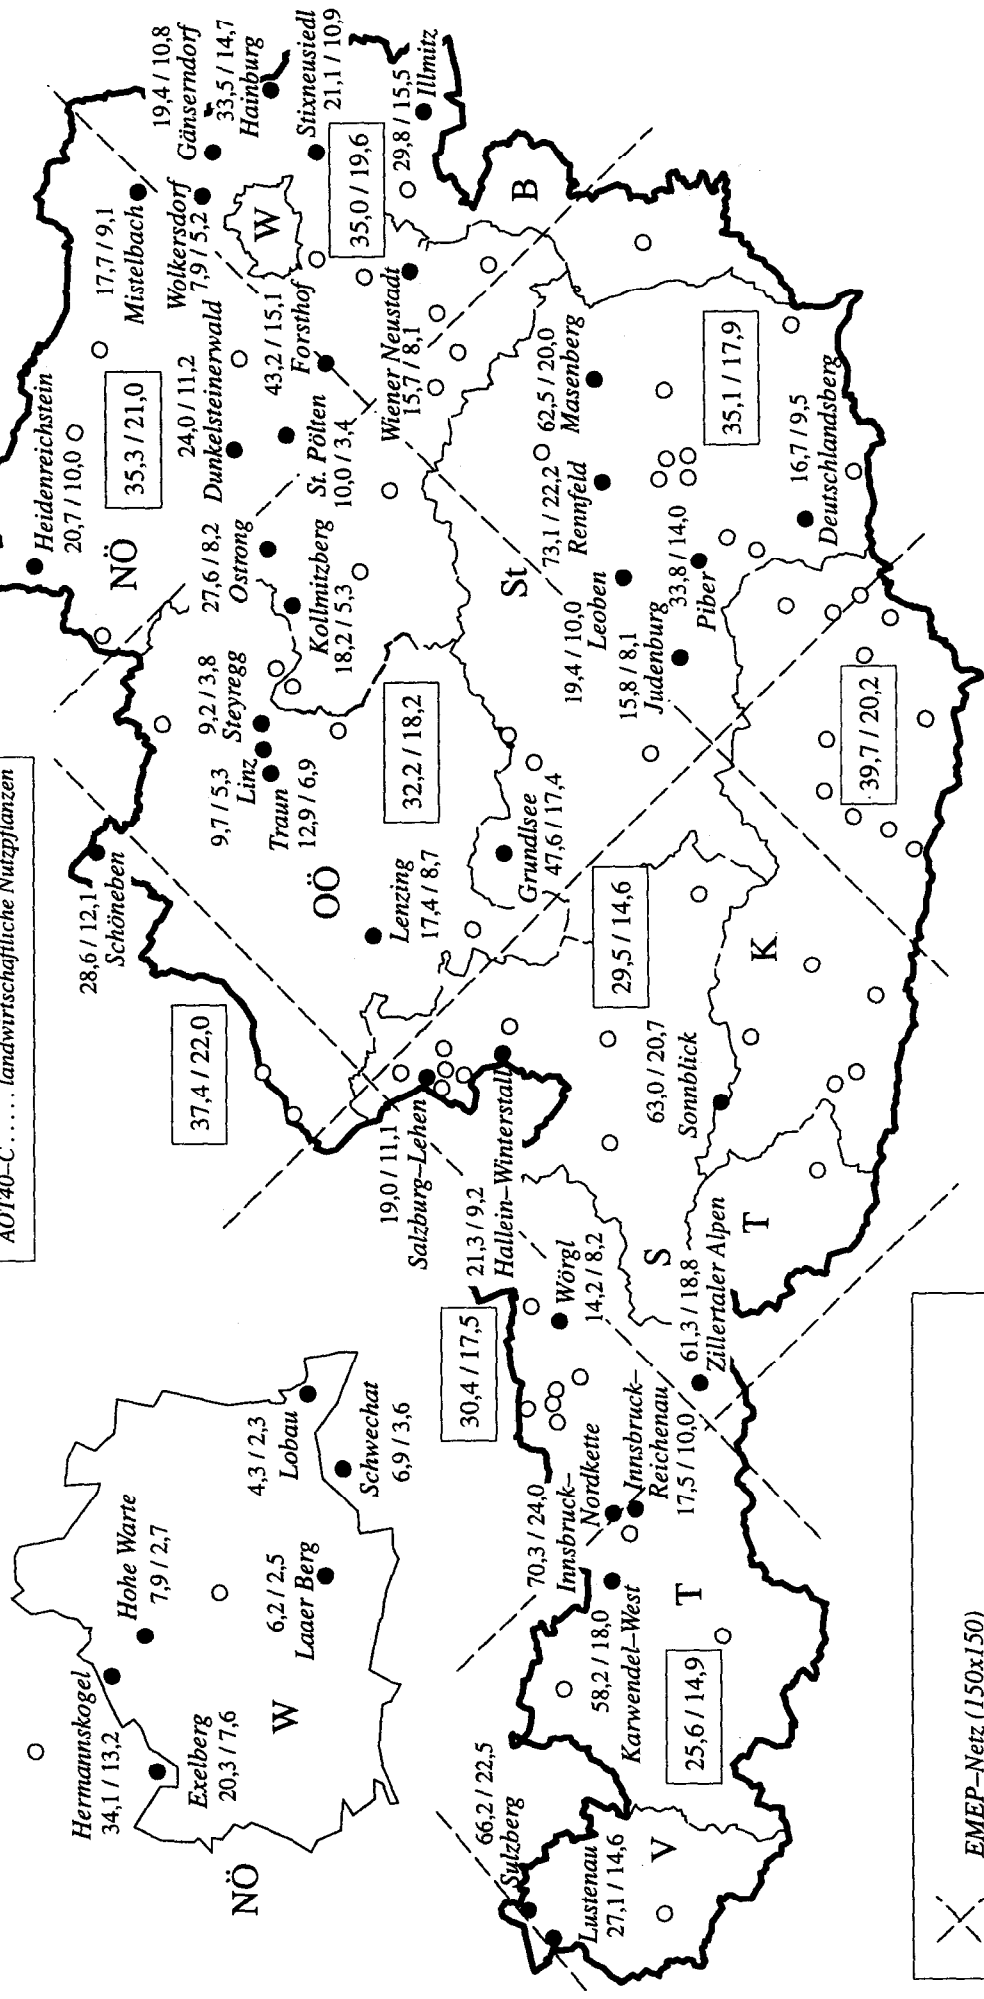 AOT40–C . . . . . . landwirtschaftliche Nutzpflanzen
Heidenreichstein
20,7 / 10,0
NÖ
35,3 / 21,0
17,7 / 9,1
Mistelbach
19,4 / 10,8
Gänserndorf
33,5 / 14,7
Hainburg
Wolkersdorf
7,9 / 5,2
W
Stixneusiedl
21,1 / 10,9
35,0 / 19,6
29,8 / 15,5
Illmitz
24,0 / 11,2
Dunkelsteinerwald
43,2 / 15,1
Forsthof
St. Pölten
10,0 / 3,4
Wiener Neustadt
15,7 / 8,1
B
27,6 / 8,2
Ostrong
Kollmitzberg
18,2 / 5,3
9,2 / 3,8
Steyregg
9,7 / 5,3
Linz
Traun
12,9 / 6,9
28,6 / 12,1
Schöneben
37,4 / 22,0
OÖ
32,2 / 18,2
Lenzing
17,4 / 8,7
Grundlsee
47,6 / 17,4
St
62,5 / 20,0
Masenberg
73,1 / 22,2
Rennfeld
19,4 / 10,0
Leoben
15,8 / 8,1
Judenburg
33,8 / 14,0
Piber
35,1 / 17,9
16,7 / 9,5
Deutschlandsberg
39,7 / 20,2
29,5 / 14,6
K
63,0 / 20,7
Sonnblick
19,0 / 11,1
Salzburg–Lehen
21,3 / 9,2
Hallein–Winterstall
S
T
61,3 / 18,8
Zillertaler Alpen
Wörgl
14,2 / 8,2
30,4 / 17,5
70,3 / 24,0
Innsbruck–
Nordkette
Innsbruck–
Reichenau
17,5 / 10,0
58,2 / 18,0
Karwendel–West
T
25,6 / 14,9
66,2 / 22,5
Sulzberg
Lustenau
27,1 / 14,6
V
Hermannskogel
34,1 / 13,2
Hohe Warte
7,9 / 2,7
Exelberg
20,3 / 7,6
NÖ
W
6,2 / 2,5
Laaer Berg
4,3 / 2,3
Lobau
Schwechat
6,9 / 3,6
EMEP–Netz (150x150)